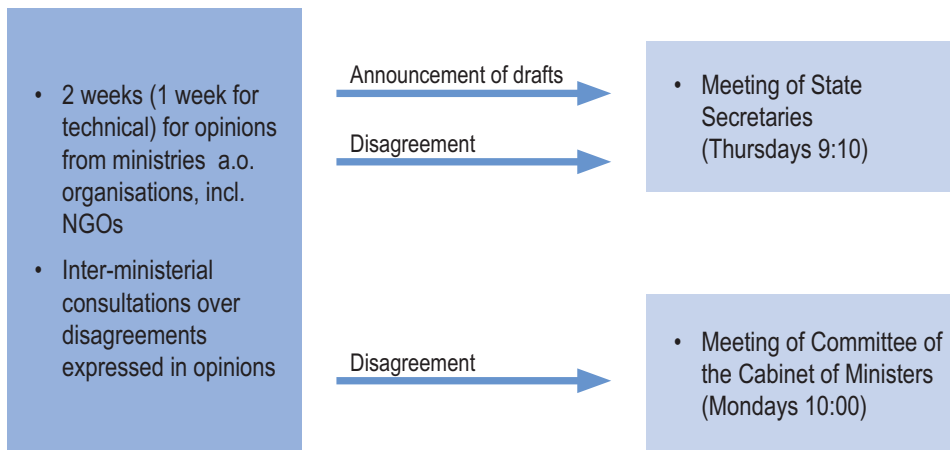 • 2 weeks (1 week for
technical) for opinions
from ministries a.o.
organisations, incl.
NGOs
• Inter-ministerial
consultations over
disagreements
expressed in opinions
Announcement of drafts
Disagreement
• Meeting of State
Secretaries
(Thursdays 9:10)
Disagreement
• Meeting of Committee of
the Cabinet of Ministers
(Mondays 10:00)